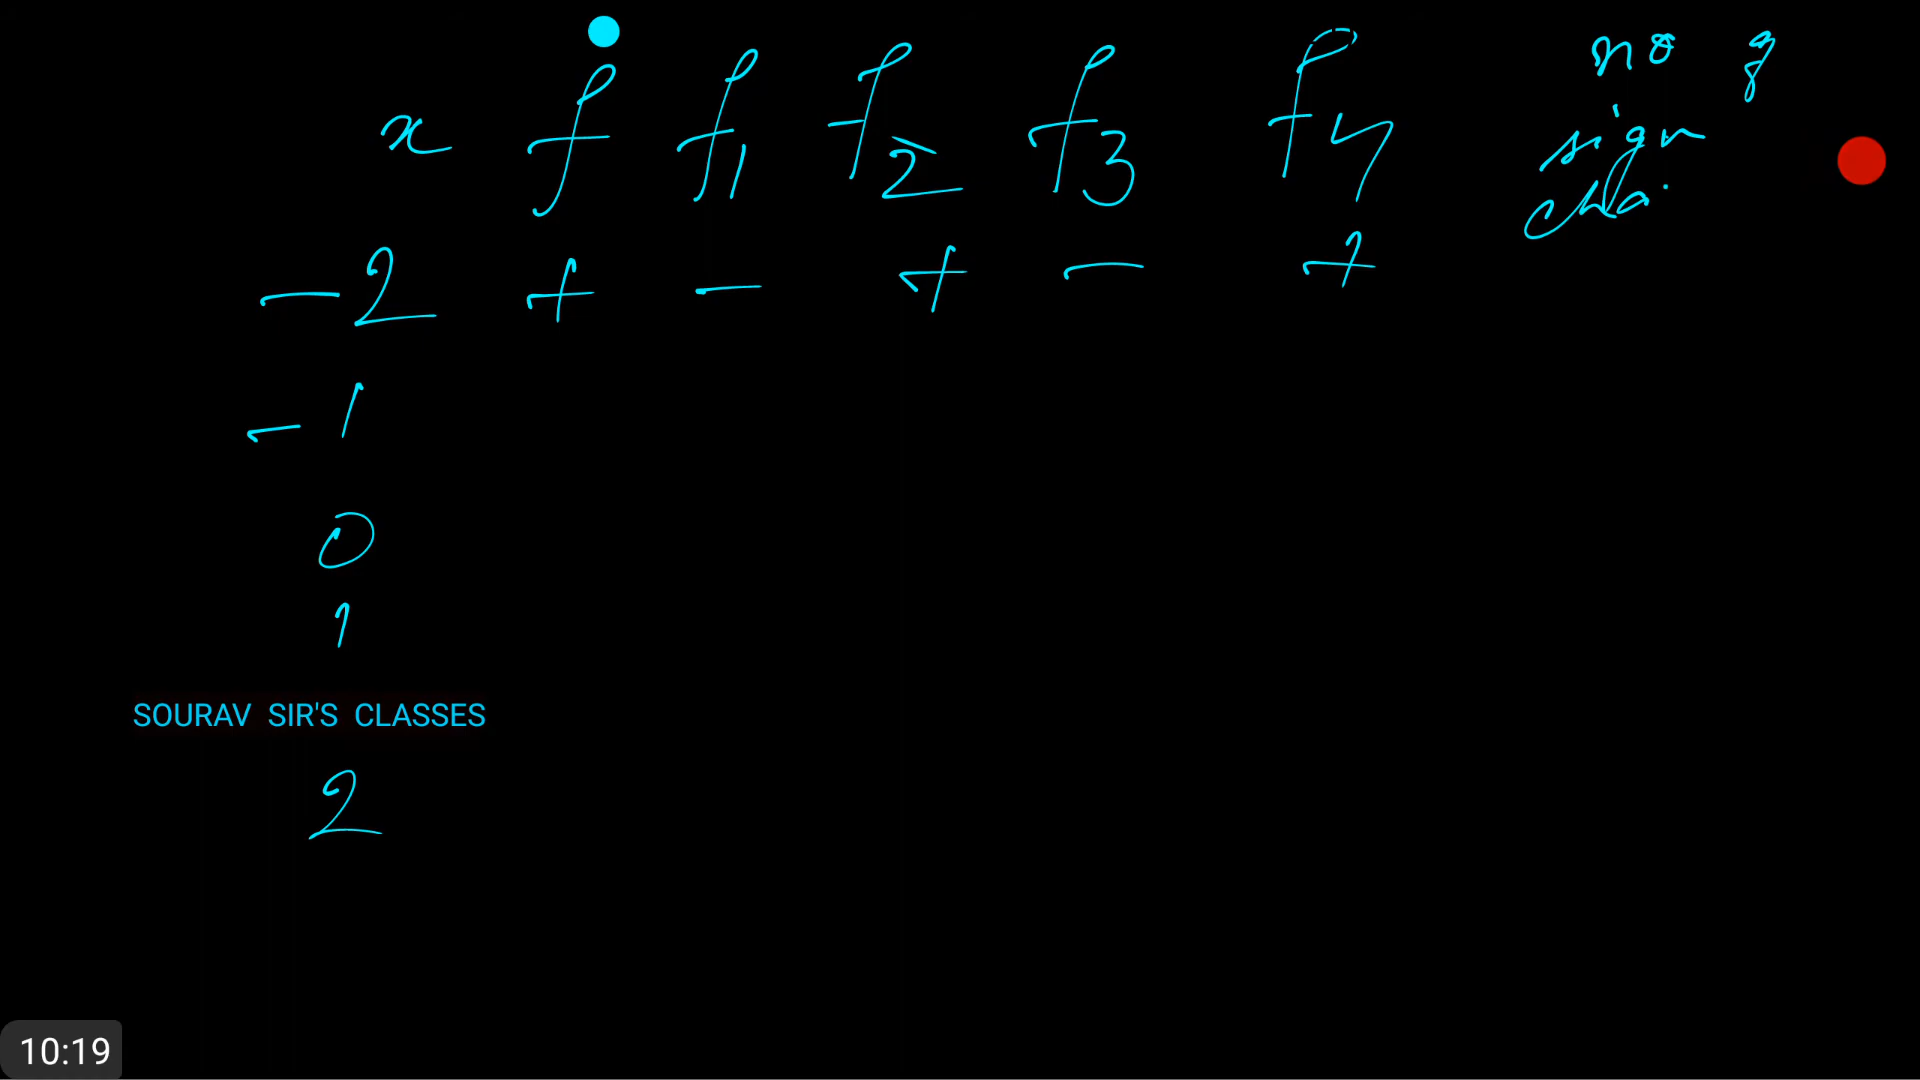 x f f1 f2 f3 f4 no of
sign
cha
-2 + - + - +
-1
0
1
SOURAV SIR'S CLASSES
2
10:19